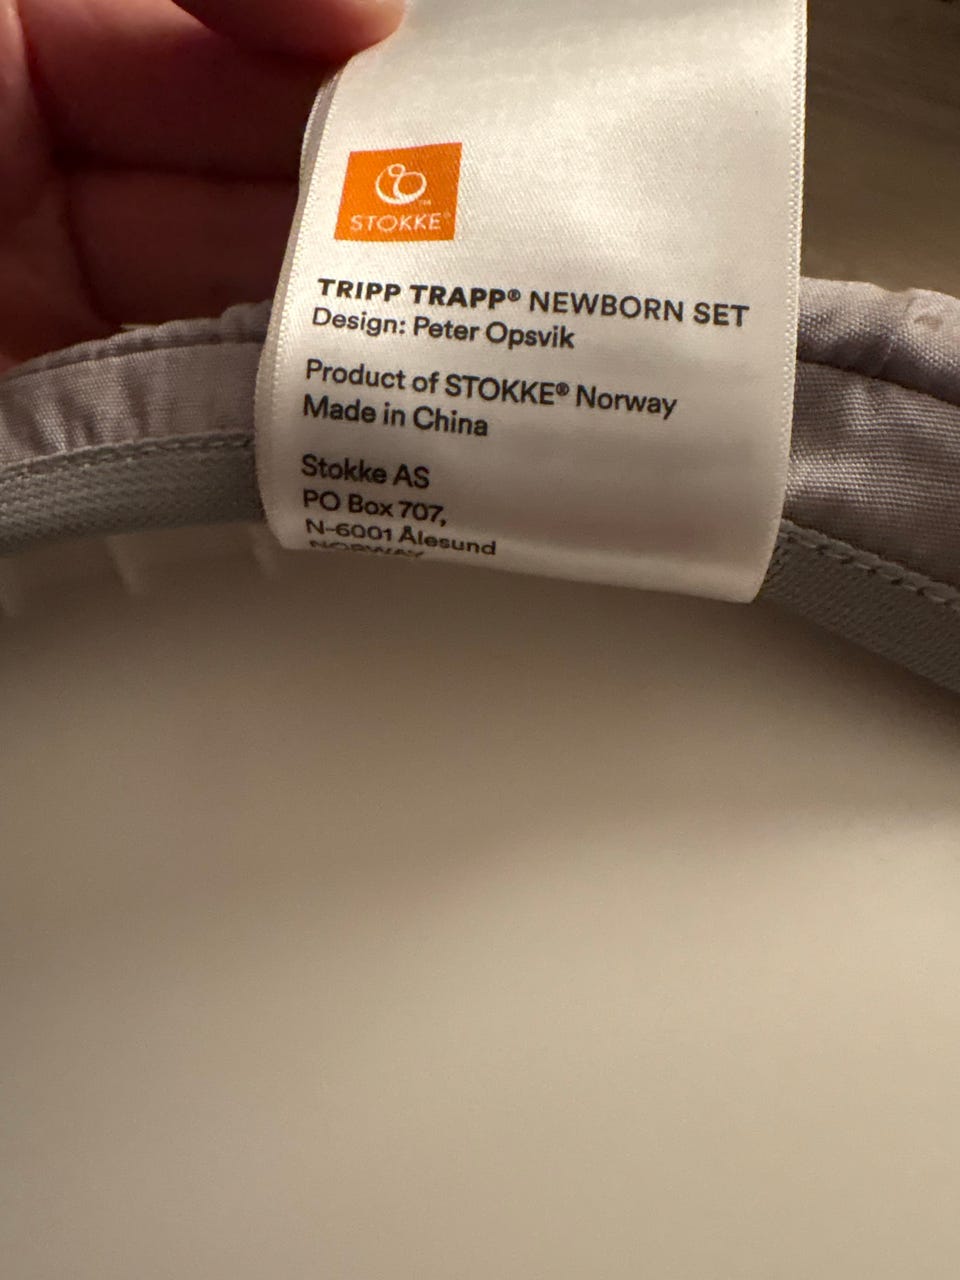 STOKKE®
TRIPP TRAPP® NEWBORN SET
Design: Peter Opsvik
Product of STOKKE® Norway
Made in China
Stokke AS
PO Box 707,
N-6001 Ålesund
NORWAY